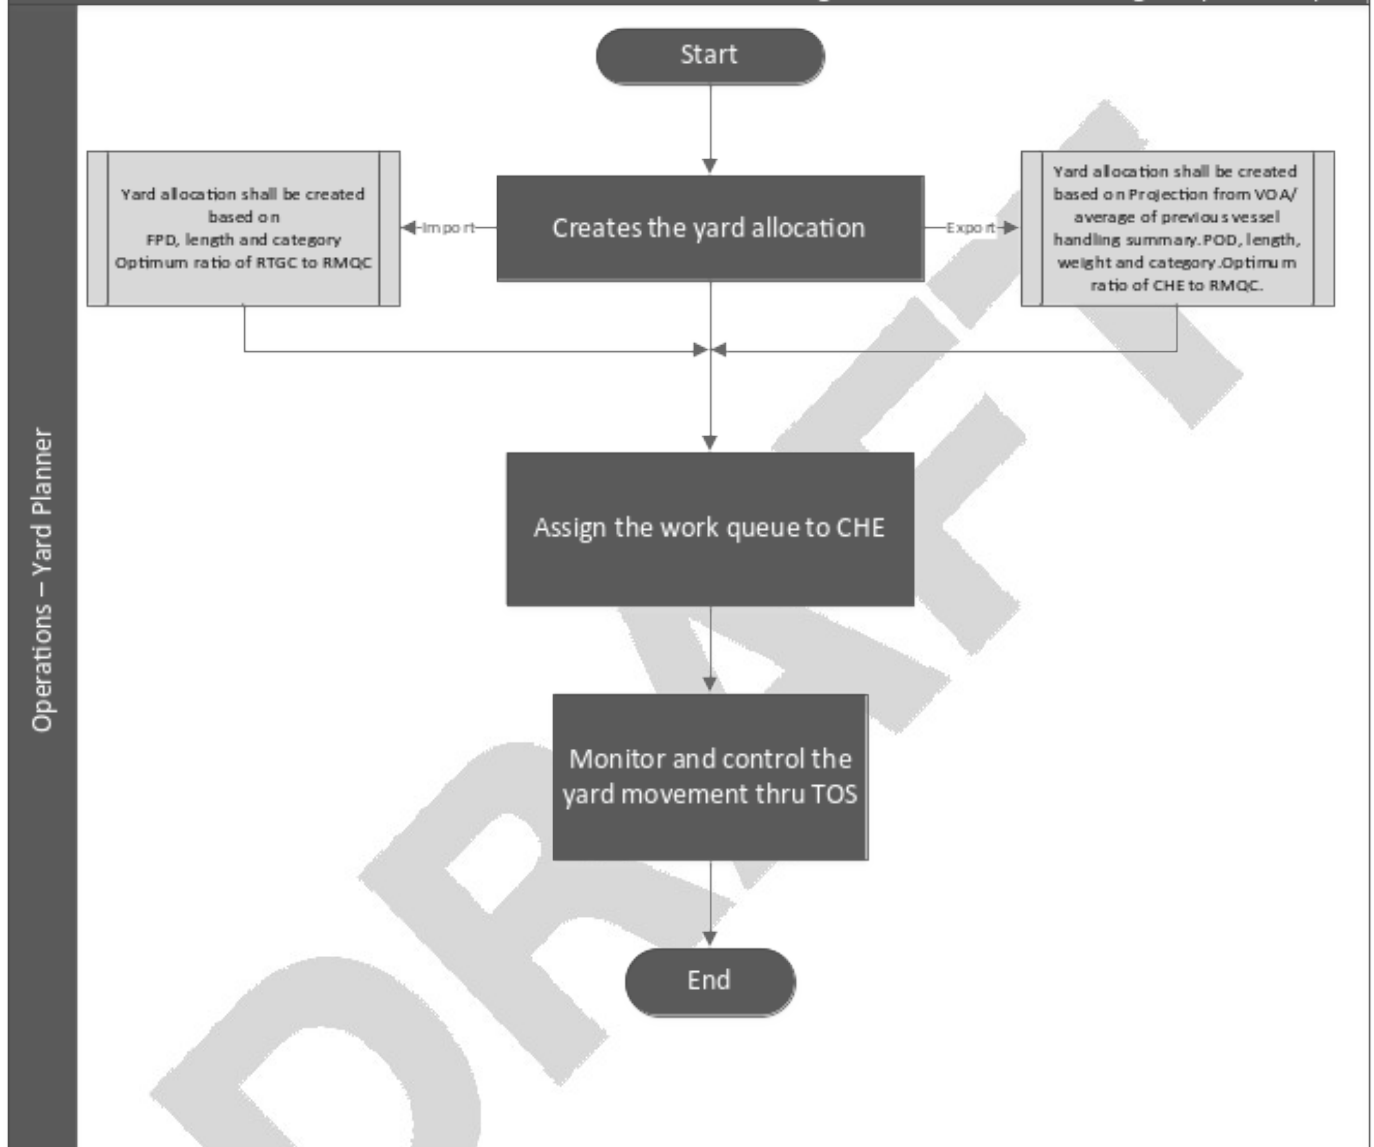 Start
Yard allocation shall be created
based on
FPD, length and category
Optimum ratio of RTGC to RMQC
Import
Creates the yard allocation
Export
Yard allocation shall be created
based on Projection from VOA/
average of previous vessel
handling summary.POD, length,
weight and category.Optimum
ratio of CHE to RMQC.
Operations – Yard Planner
Assign the work queue to CHE
Monitor and control the
yard movement thru TOS
End
DRAFT